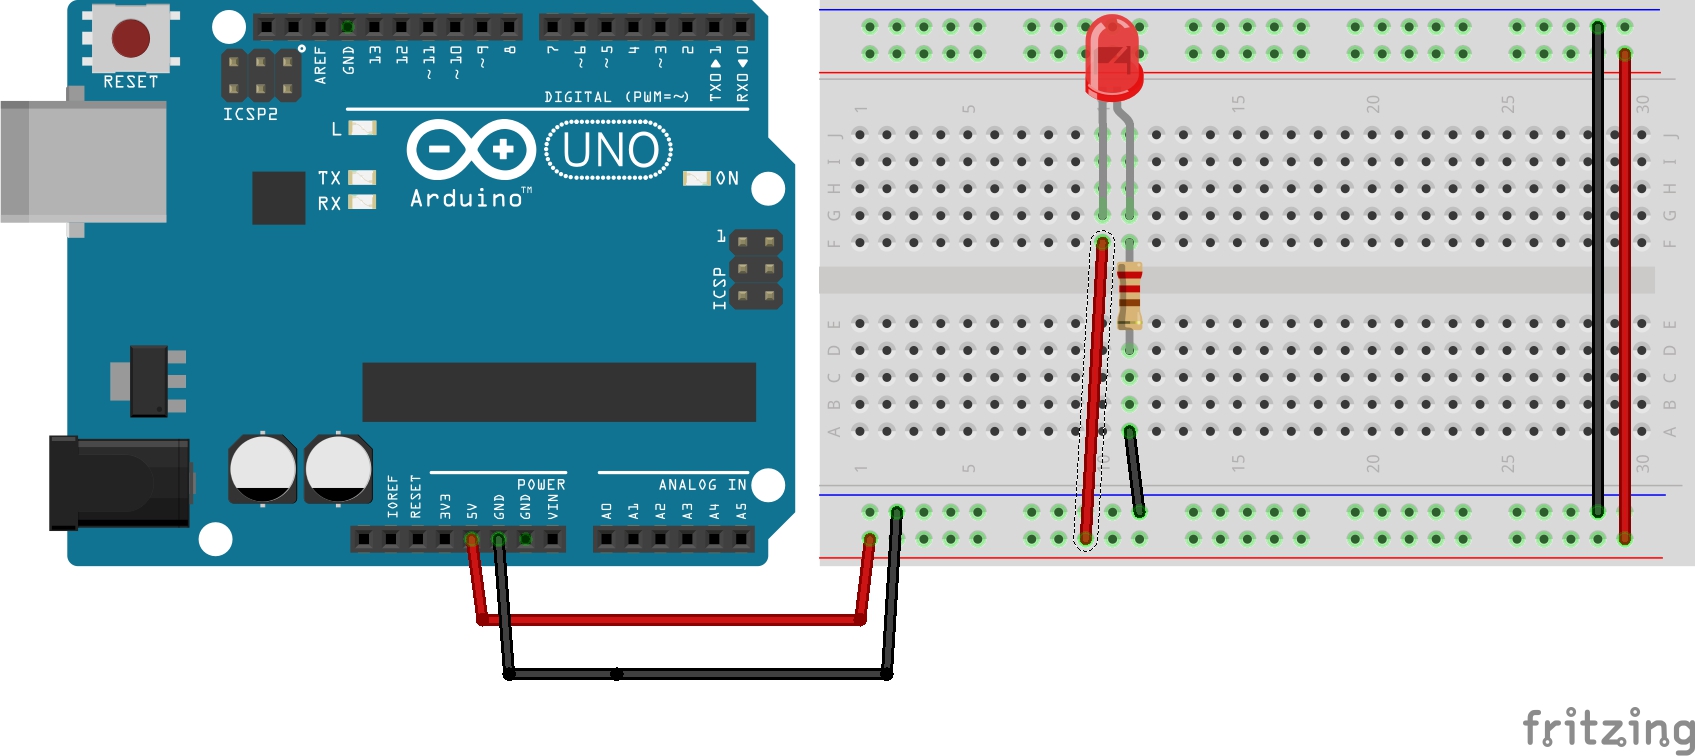 RESET
ICSP2
AREF
GND
13
12
~11
~10
~9
8
7
~6
~5
4
~3
2
TX0▶1
RX0◀0
DIGITAL (PWM=~)
L
TX
RX
UNO
Arduino™
ON
1
ICSP
IOREF
RESET
3V3
5V
GND
GND
VIN
POWER
ANALOG IN
A0
A1
A2
A3
A4
A5
1
5
15
20
25
30
J
I
H
G
F
J
I
H
G
F
E
D
C
B
A
E
D
C
B
A
1
5
10
15
20
25
30
fritzing